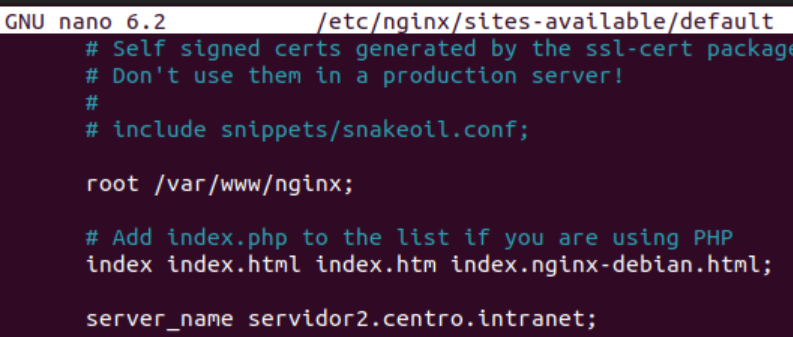 GNU nano 6.2 /etc/nginx/sites-available/default
# Self signed certs generated by the ssl-cert package
# Don't use them in a production server!
#
# include snippets/snakeoil.conf;
root /var/www/nginx;
# Add index.php to the list if you are using PHP
index index.html index.htm index.nginx-debian.html;
server_name servidor2.centro.intranet;